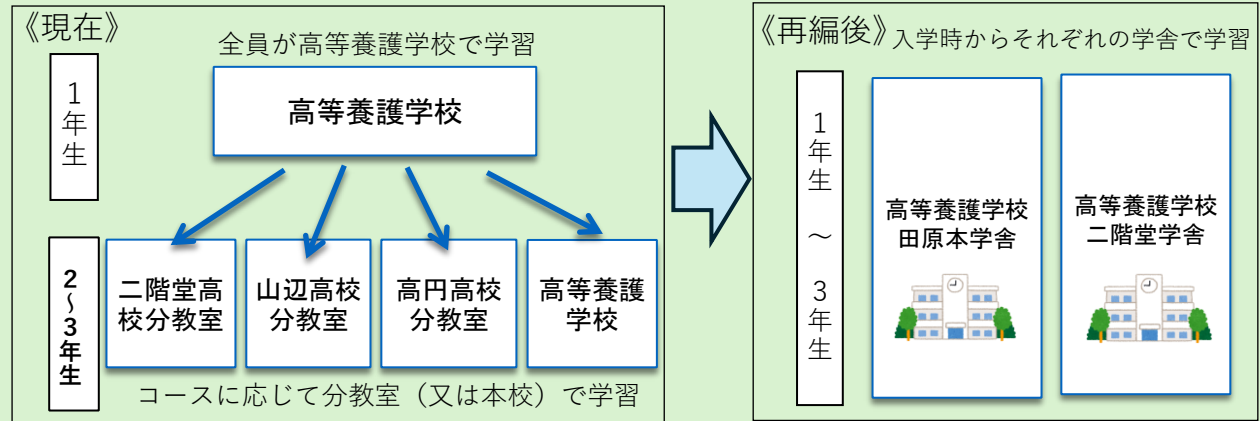 《現在》
全員が高等養護学校で学習
1年生
高等養護学校
2～3年生
二階堂高
校分教室
山辺高校
分教室
高円高校
分教室
高等養護
学校
コースに応じて分教室（又は本校）で学習
《再編後》入学時からそれぞれの学舎で学習
1年生　～　3年生
高等養護学校
田原本学舎
高等養護学校
二階堂学舎